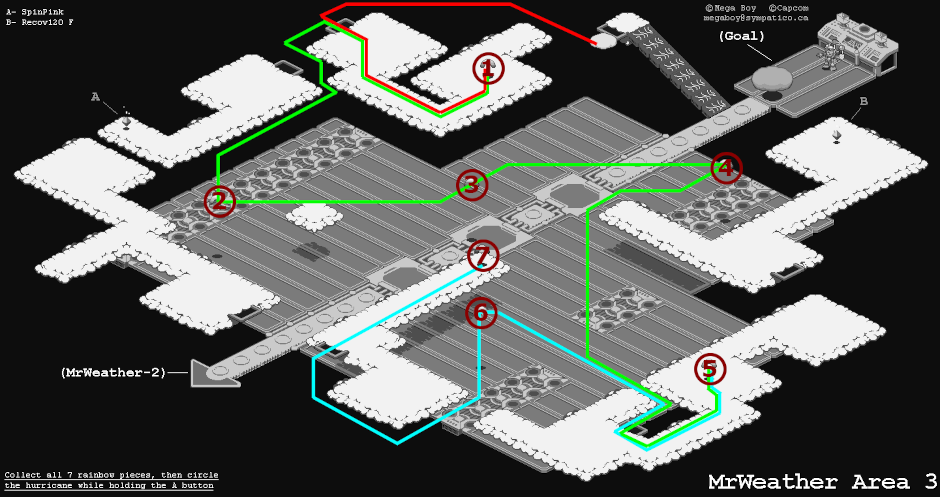 A- SpinPink
B- Recov120 F
©Mega Boy ©Capcom
megaboy@sympatico.ca
(Goal)
A
B
1
2
3
4
7
6
5
(MrWeather-2)
Collect all 7 rainbow pieces, then circle
the hurricane while holding the A button
MrWeather Area 3